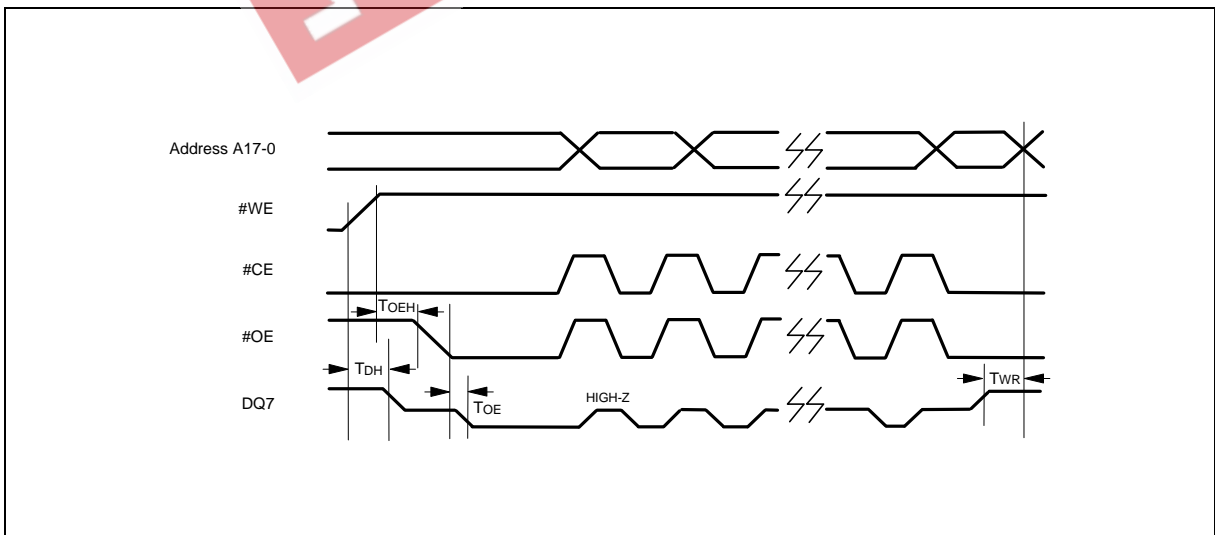 Address A17-0
#WE
#CE
TOEH
#OE
TDH
TWR
HIGH-Z
DQ7
TOE